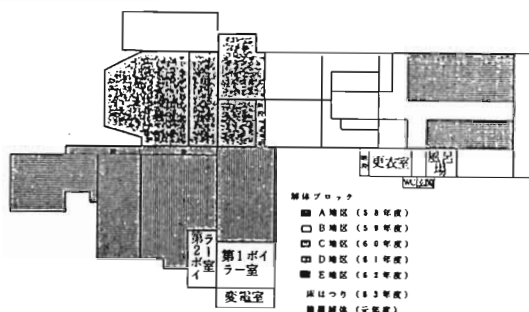 更衣室
風呂場
WC
第2ボイラー室
第1ボイラー室
変電室
解体ブロック
A地区 (58年度)
B地区 (59年度)
C地区 (60年度)
D地区 (61年度)
E地区 (62年度)
床はつり (63年度)
(元年度)